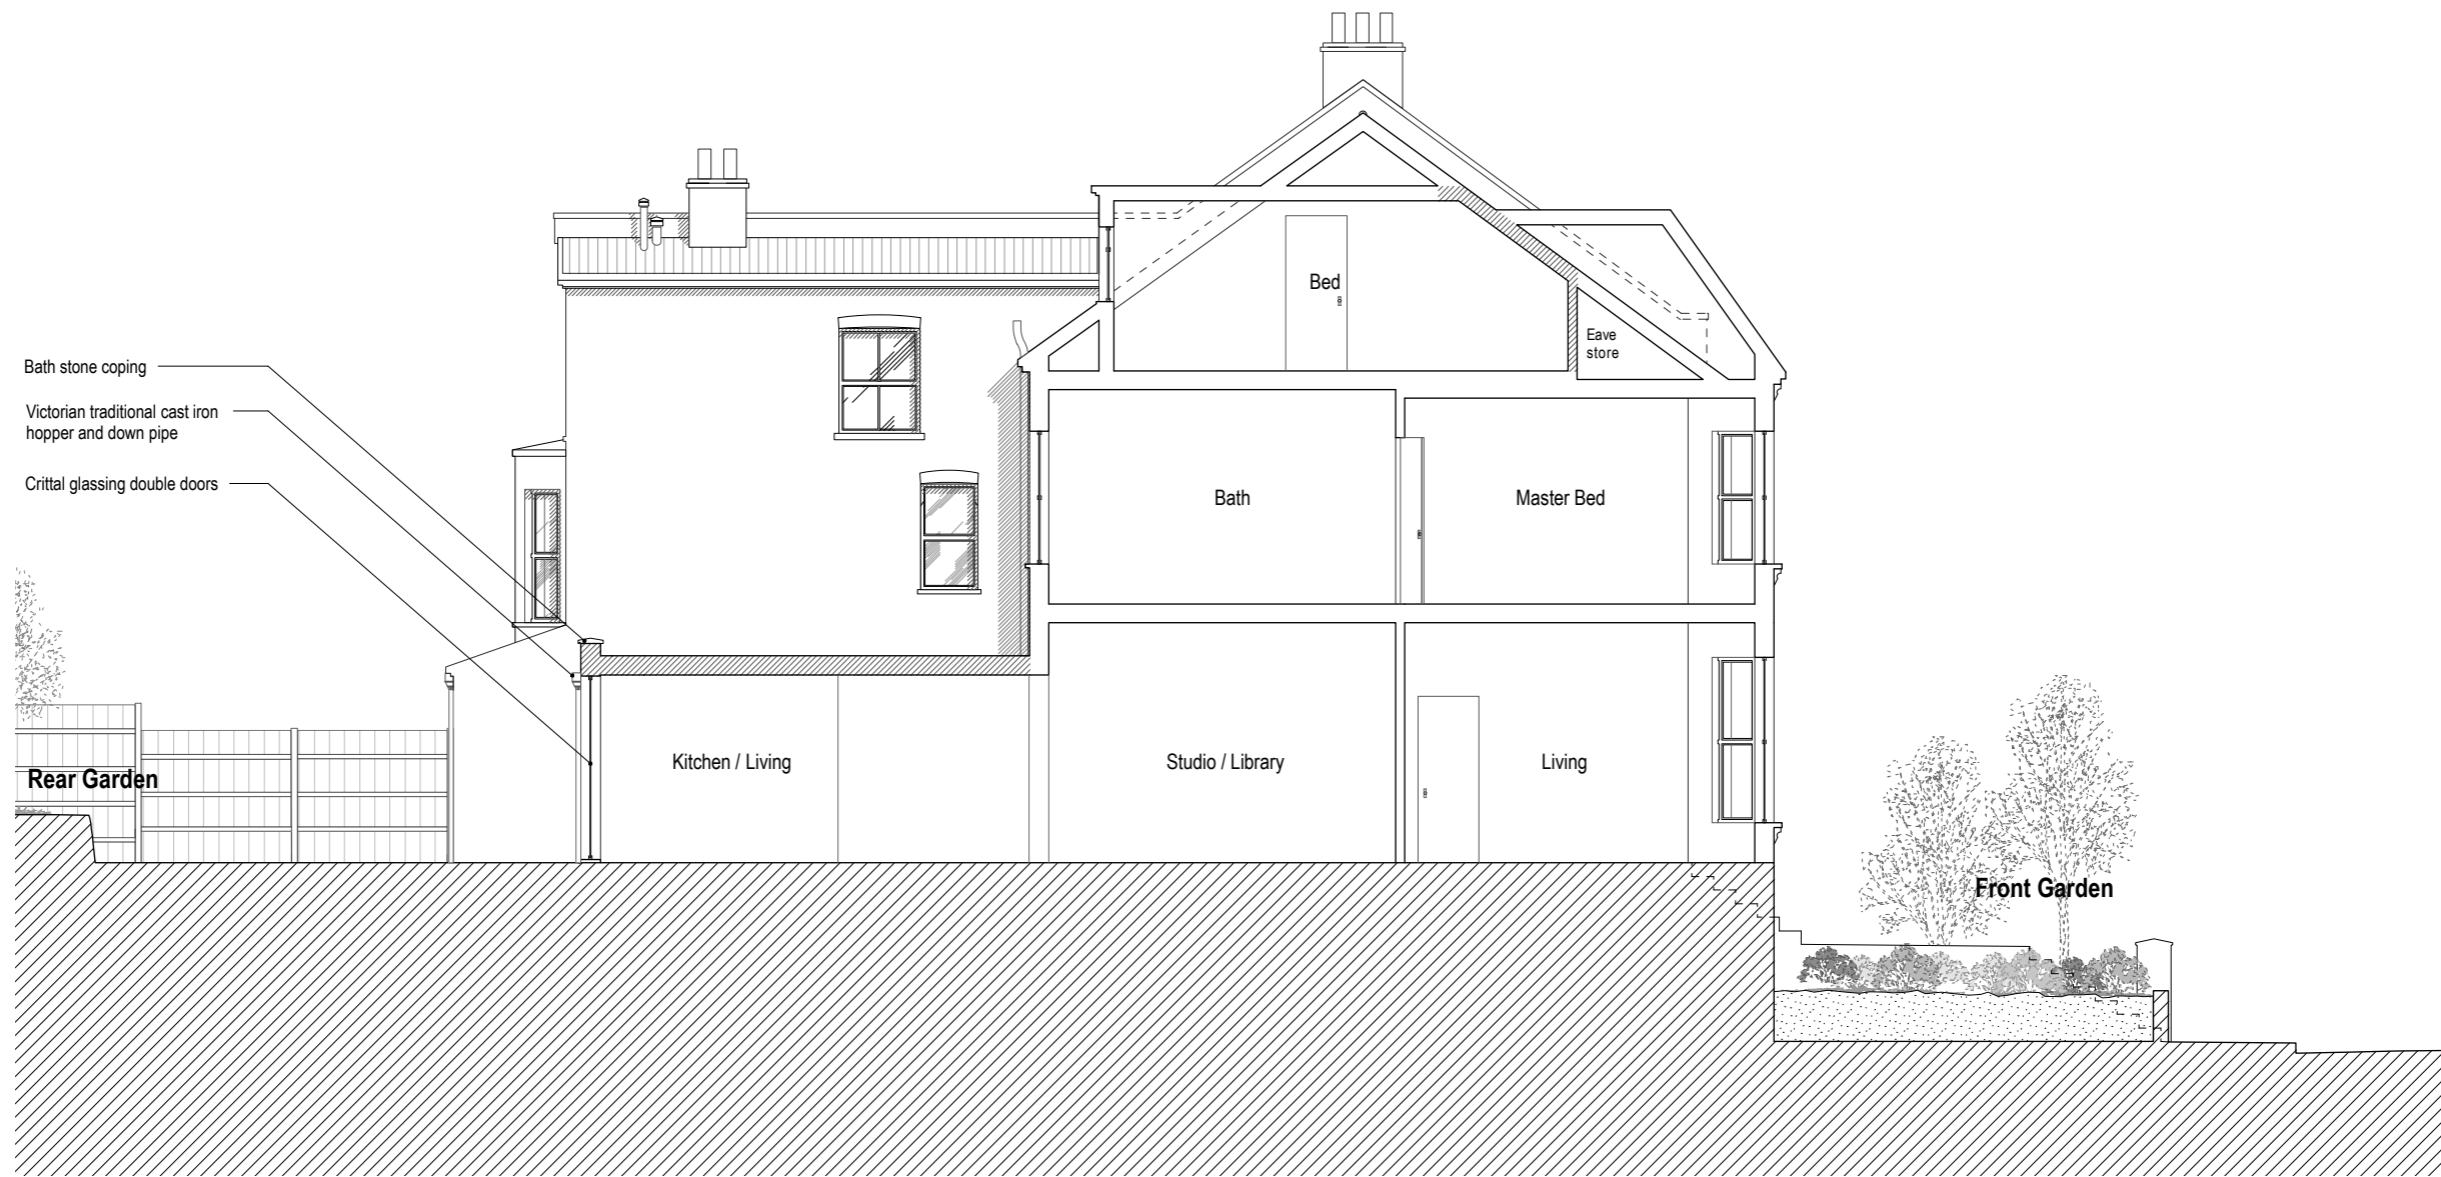 Bed
Eave
store
Bath stone coping
Victorian traditional cast iron
hopper and down pipe
Crittal glassing double doors
Bath
Master Bed
Kitchen / Living
Studio / Library
Living
Rear Garden
Front Garden